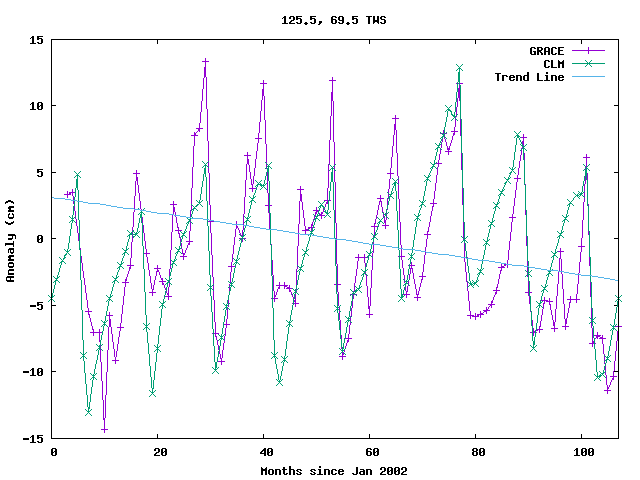 125.5, 69.5 TWS
GRACE
CLM
Trend Line
15
10
5
0
-5
-10
-15
Anomaly (cm)
0 20 40 60 80 100
Months since Jan 2002